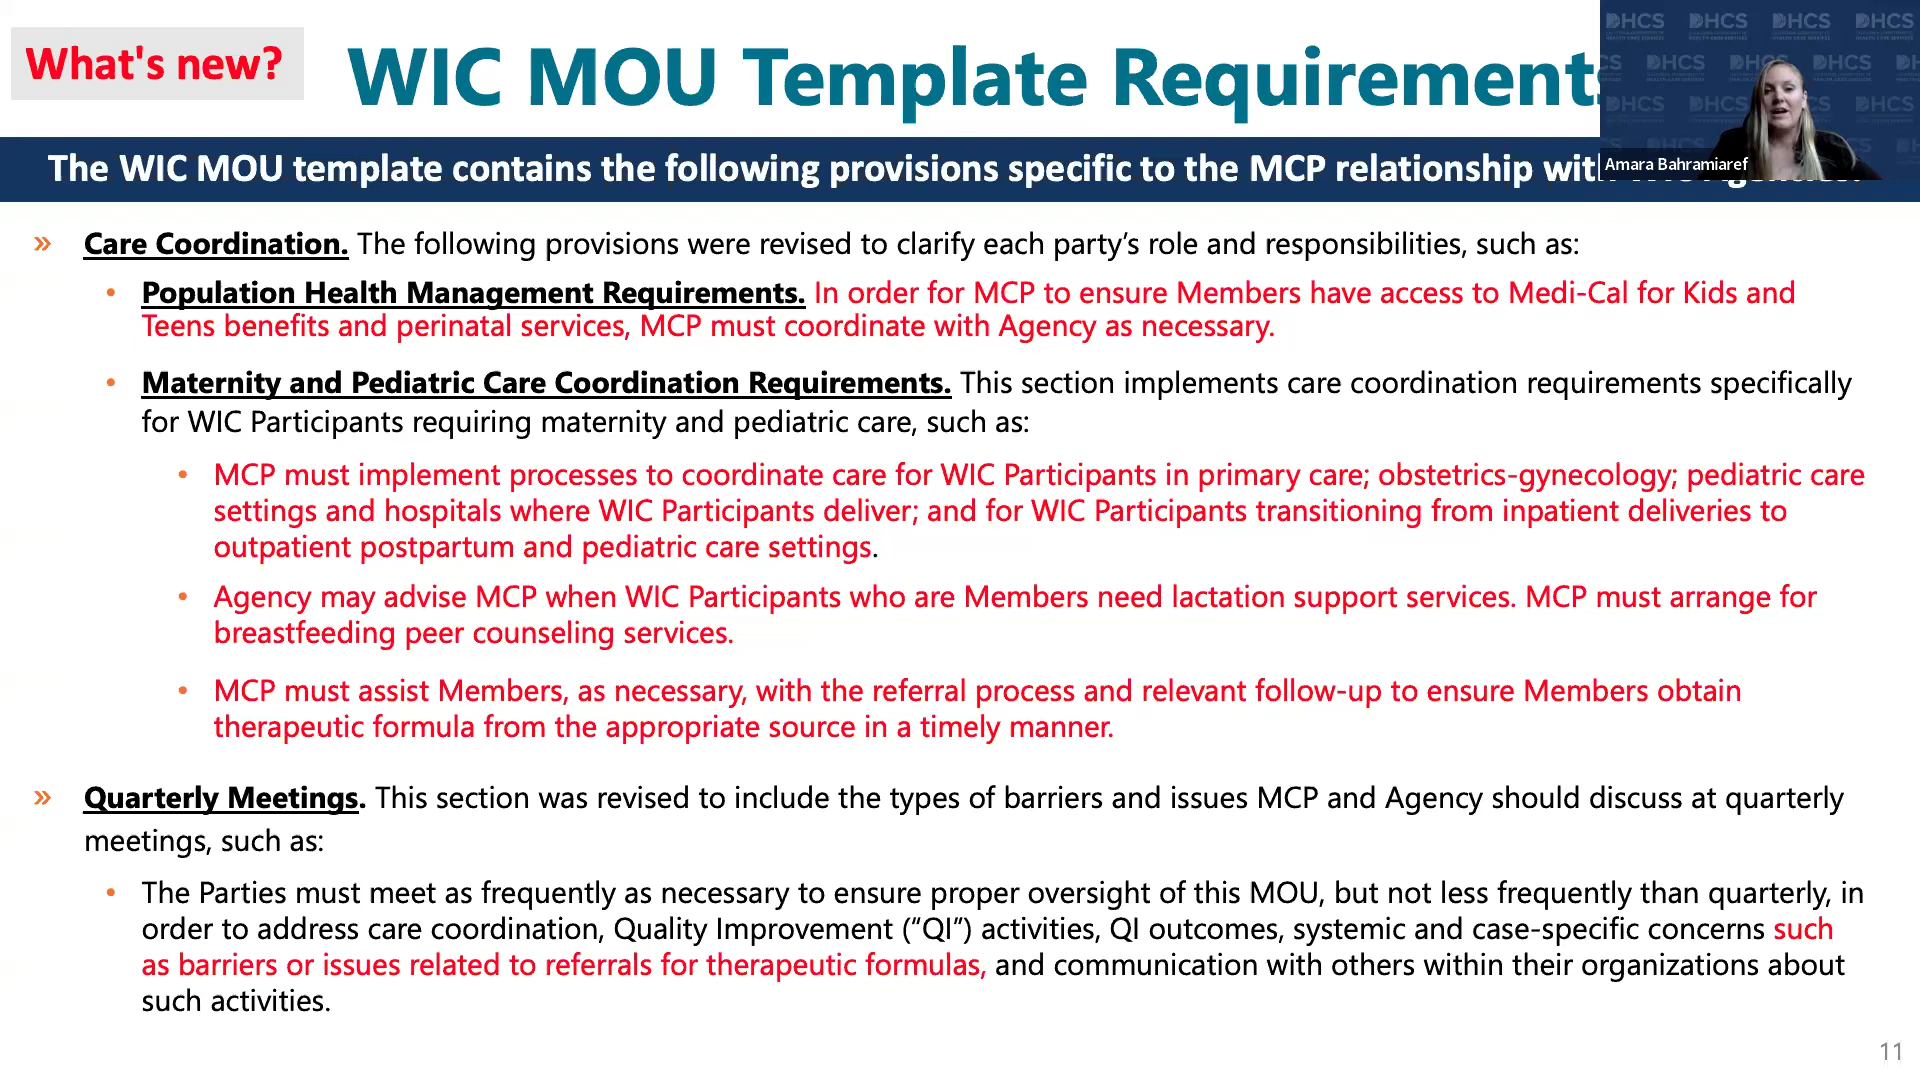 What's new?
WIC MOU Template Requirements
The WIC MOU template contains the following provisions specific to the MCP relationship with
DHCS DHCS DHCS DHCS
DHCS DHCS DHCS DHCS
DHCS DHCS DHCS
Amara Bahramiaref
» Care Coordination. The following provisions were revised to clarify each party’s role and responsibilities, such as:
• Population Health Management Requirements. In order for MCP to ensure Members have access to Medi-Cal for Kids and
Teens benefits and perinatal services, MCP must coordinate with Agency as necessary.
• Maternity and Pediatric Care Coordination Requirements. This section implements care coordination requirements specifically
for WIC Participants requiring maternity and pediatric care, such as:
• MCP must implement processes to coordinate care for WIC Participants in primary care; obstetrics-gynecology; pediatric care
settings and hospitals where WIC Participants deliver; and for WIC Participants transitioning from inpatient deliveries to
outpatient postpartum and pediatric care settings.
• Agency may advise MCP when WIC Participants who are Members need lactation support services. MCP must arrange for
breastfeeding peer counseling services.
• MCP must assist Members, as necessary, with the referral process and relevant follow-up to ensure Members obtain
therapeutic formula from the appropriate source in a timely manner.
» Quarterly Meetings. This section was revised to include the types of barriers and issues MCP and Agency should discuss at quarterly
meetings, such as:
• The Parties must meet as frequently as necessary to ensure proper oversight of this MOU, but not less frequently than quarterly, in
order to address care coordination, Quality Improvement (“QI”) activities, QI outcomes, systemic and case-specific concerns such
as barriers or issues related to referrals for therapeutic formulas, and communication with others within their organizations about
such activities.
11